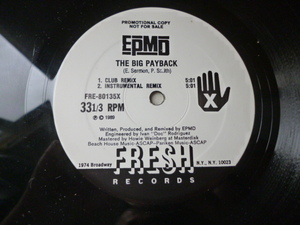 PROMOTIONAL COPY
NOT FOR SALE
EPMD
THE BIG PAYBACK
(E. Sermon, P. Smith)
1. CLUB REMIX 5:01
2. INSTRUMENTAL REMIX 5:01
FRE-80135X
33 1/3 RPM
℗ 1989
X
Written, Produced, and Remixed by EPMD
Engineered by Ivan "Doc" Rodriguez
Mastered by Howie Weinberg at Masterdisk
Beach House Music-ASCAP-Parrisan Music-ASCAP
1974 Broadway N.Y., N.Y. 10023
FRESH
RECORDS